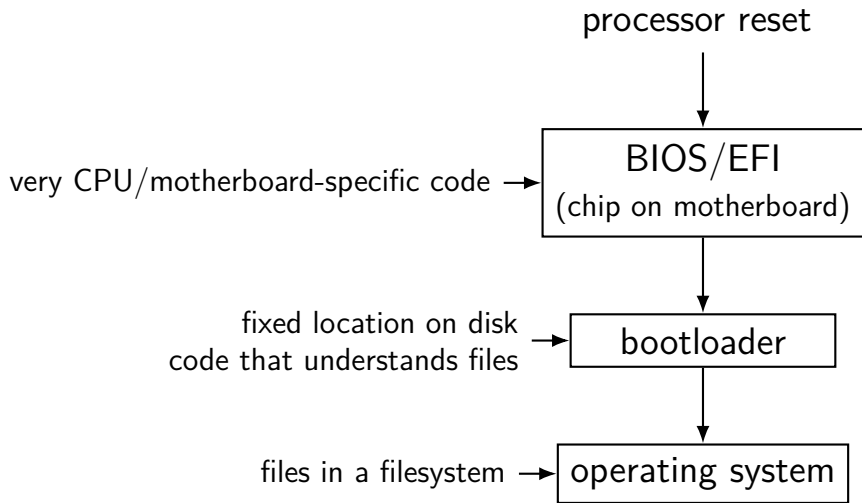 processor reset
BIOS/EFI
(chip on motherboard)
very CPU/motherboard-specific code
fixed location on disk
code that understands files
bootloader
files in a filesystem
operating system